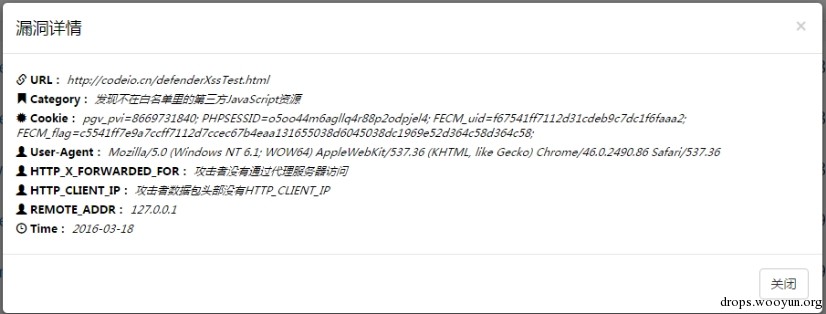 漏洞详情
×
URL： http://codeio.cn/defenderXssTest.html
Category： 发现不在白名单里的第三方JavaScript资源
Cookie： pgv_pvi=8669731840; PHPSESSID=o5oo44m6agllq4r88p2odpjel4; FECM_uid=f67541ff7112d31cdeb9c7dc1f6faaa2;
FECM_flag=c5541ff7e9a7ccff7112d7ccec67b4eaa131655038d6045038dc1969e52d364c58d364c58;
User-Agent： Mozilla/5.0 (Windows NT 6.1; WOW64) AppleWebKit/537.36 (KHTML, like Gecko) Chrome/46.0.2490.86 Safari/537.36
HTTP_X_FORWARDED_FOR： 攻击者没有通过代理服务器访问
HTTP_CLIENT_IP： 攻击者数据包头部没有HTTP_CLIENT_IP
REMOTE_ADDR： 127.0.0.1
Time： 2016-03-18
关闭
drops.wooyun.org